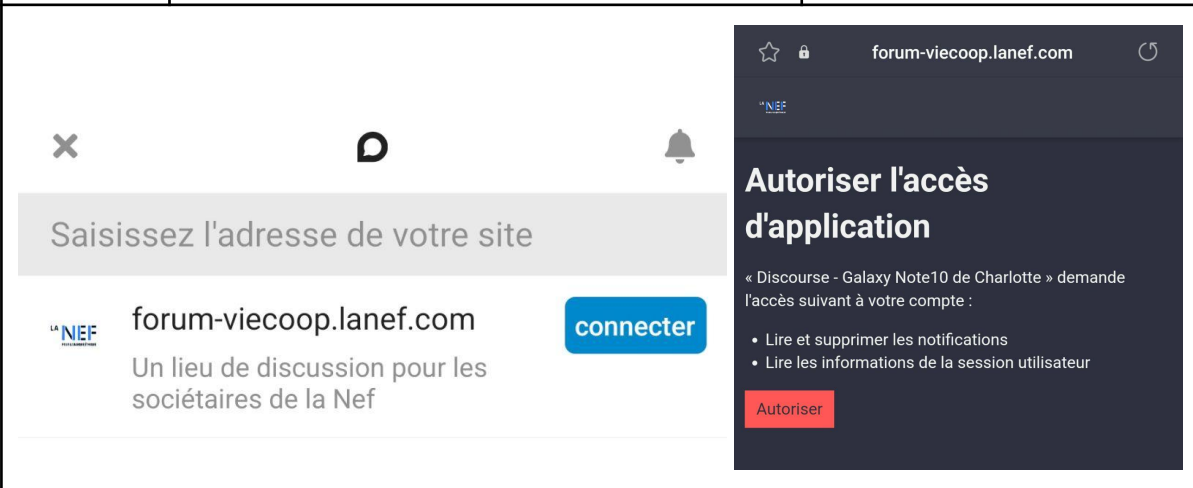 Saisissez l'adresse de votre site
LA NEF
forum-viecoop.lanef.com
connecter
Un lieu de discussion pour les
sociétaires de la Nef
forum-viecoop.lanef.com
LA NEF
Autoriser l'accès
d'application
« Discourse - Galaxy Note10 de Charlotte » demande
l'accès suivant à votre compte :
• Lire et supprimer les notifications
• Lire les informations de la session utilisateur
Autoriser